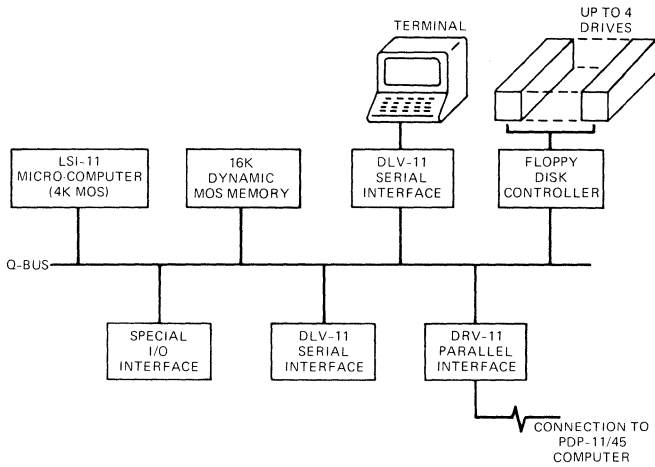 TERMINAL
UP TO 4
DRIVES
LSI-11
MICRO-COMPUTER
(4K MOS)
16K
DYNAMIC
MOS MEMORY
DLV-11
SERIAL
INTERFACE
FLOPPY
DISK
CONTROLLER
Q-BUS
SPECIAL
I/O
INTERFACE
DLV-11
SERIAL
INTERFACE
DRV-11
PARALLEL
INTERFACE
CONNECTION TO
PDP-11/45
COMPUTER